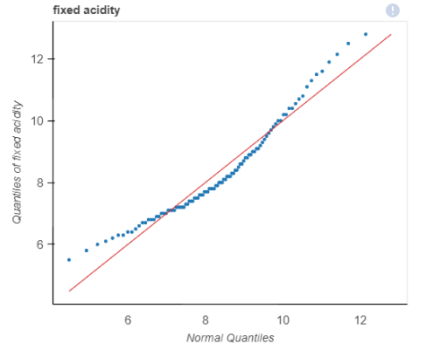 fixed acidity
!
Quantiles of fixed acidity
12
10
8
6
6 8 10 12
Normal Quantiles